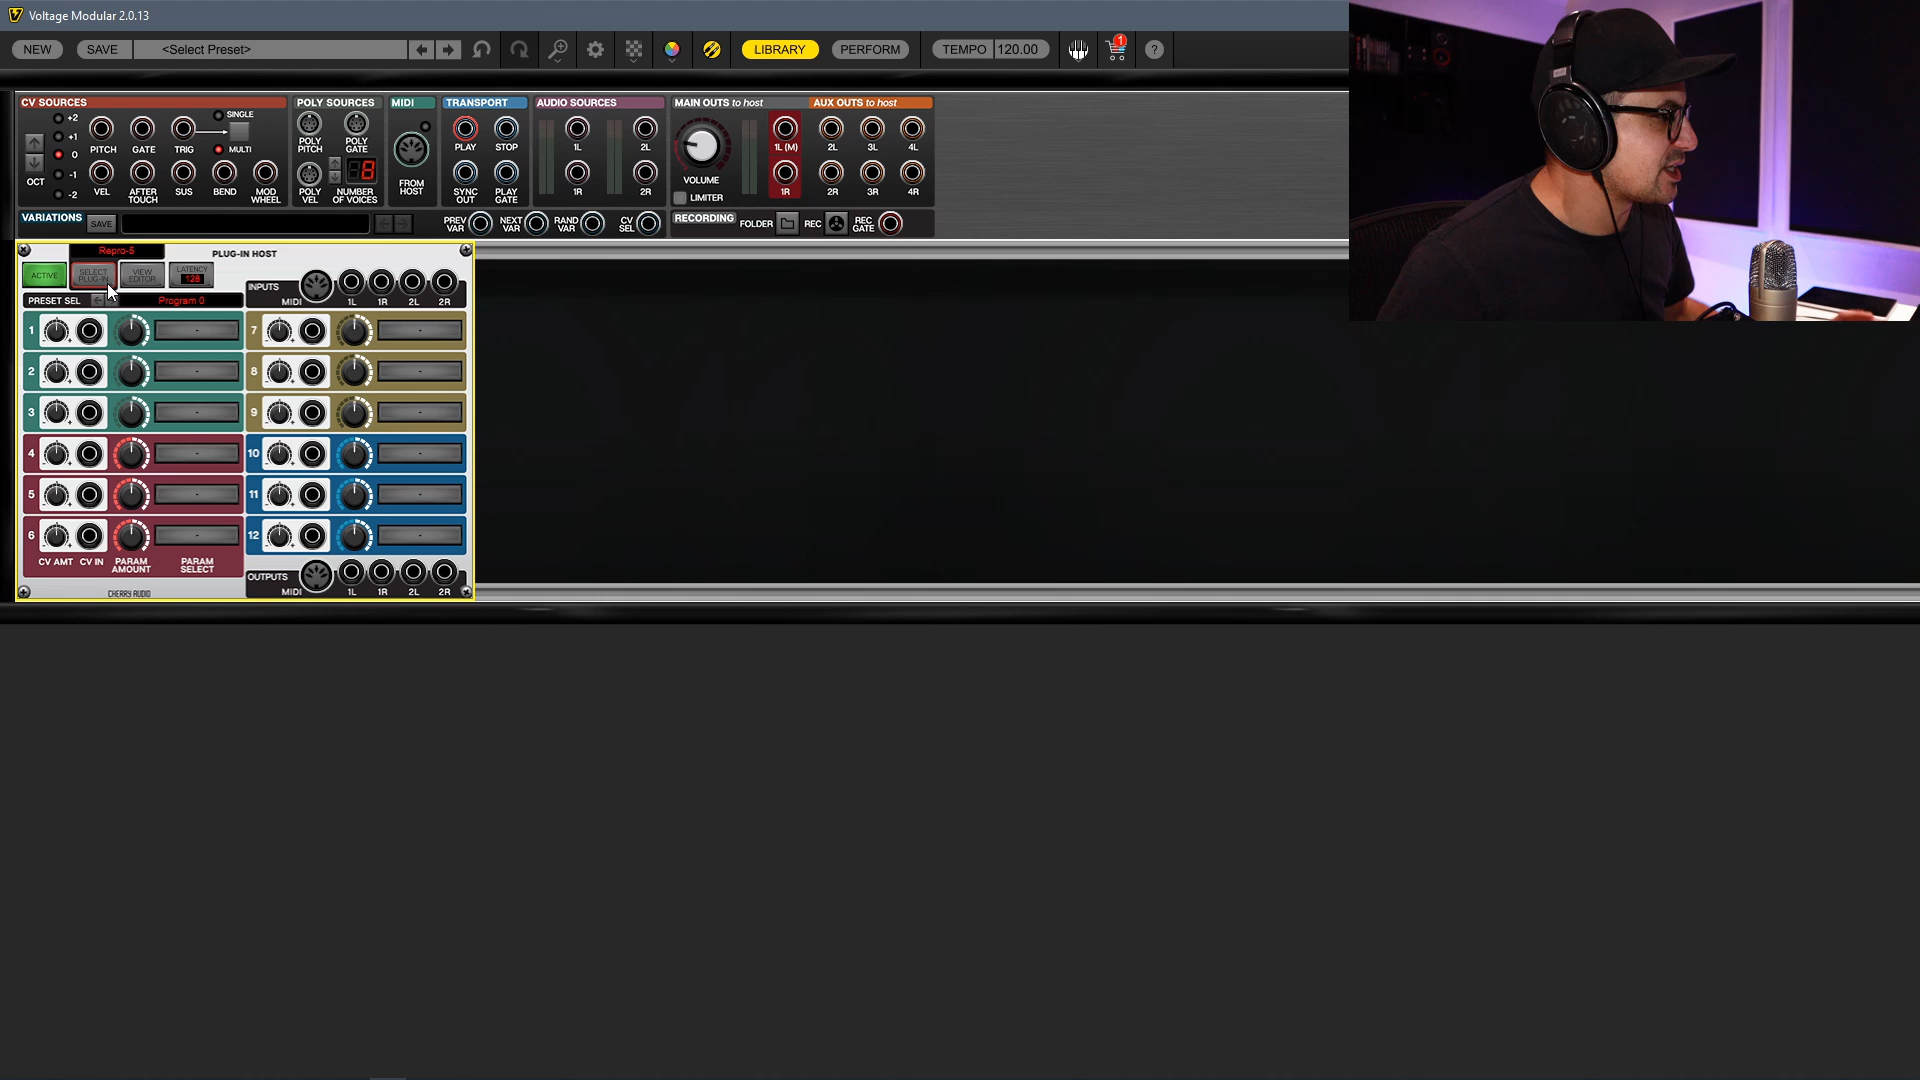 Voltage Modular 2.0.13
NEW SAVE <Select Preset> LIBRARY PERFORM TEMPO 120.00 1 ?
CV SOURCES POLY SOURCES MIDI TRANSPORT AUDIO SOURCES MAIN OUTS to host AUX OUTS to host
+2 SINGLE
+1
PITCH GATE TRIG MULTI POLY PITCH POLY GATE PLAY STOP 1L 2L 1L (M) 2L 3L 4L
0
-1
OCT FROM HOST VOLUME
-2
VEL AFTER TOUCH SUS BEND MOD WHEEL POLY VEL 8 NUMBER OF VOICES SYNC OUT PLAY GATE 1R 2R LIMITER 1R 2R 3R 4R
VARIATIONS SAVE PREV VAR NEXT VAR RAND VAR CV SEL RECORDING FOLDER REC REC GATE
Repro-5 PLUG-IN HOST
ACTIVE SELECT PLUG-IN VIEW EDITOR LATENCY 128
INPUTS MIDI 1L 1R 2L 2R
PRESET SEL Program 0
1 - + - 7 - + -
2 - + - 8 - + -
3 - + - 9 - + -
4 - + - 10 - + -
5 - + - 11 - + -
6 - + - 12 - + -
CV AMT CV IN PARAM AMOUNT PARAM SELECT
OUTPUTS MIDI 1L 1R 2L 2R
CHERRY AUDIO